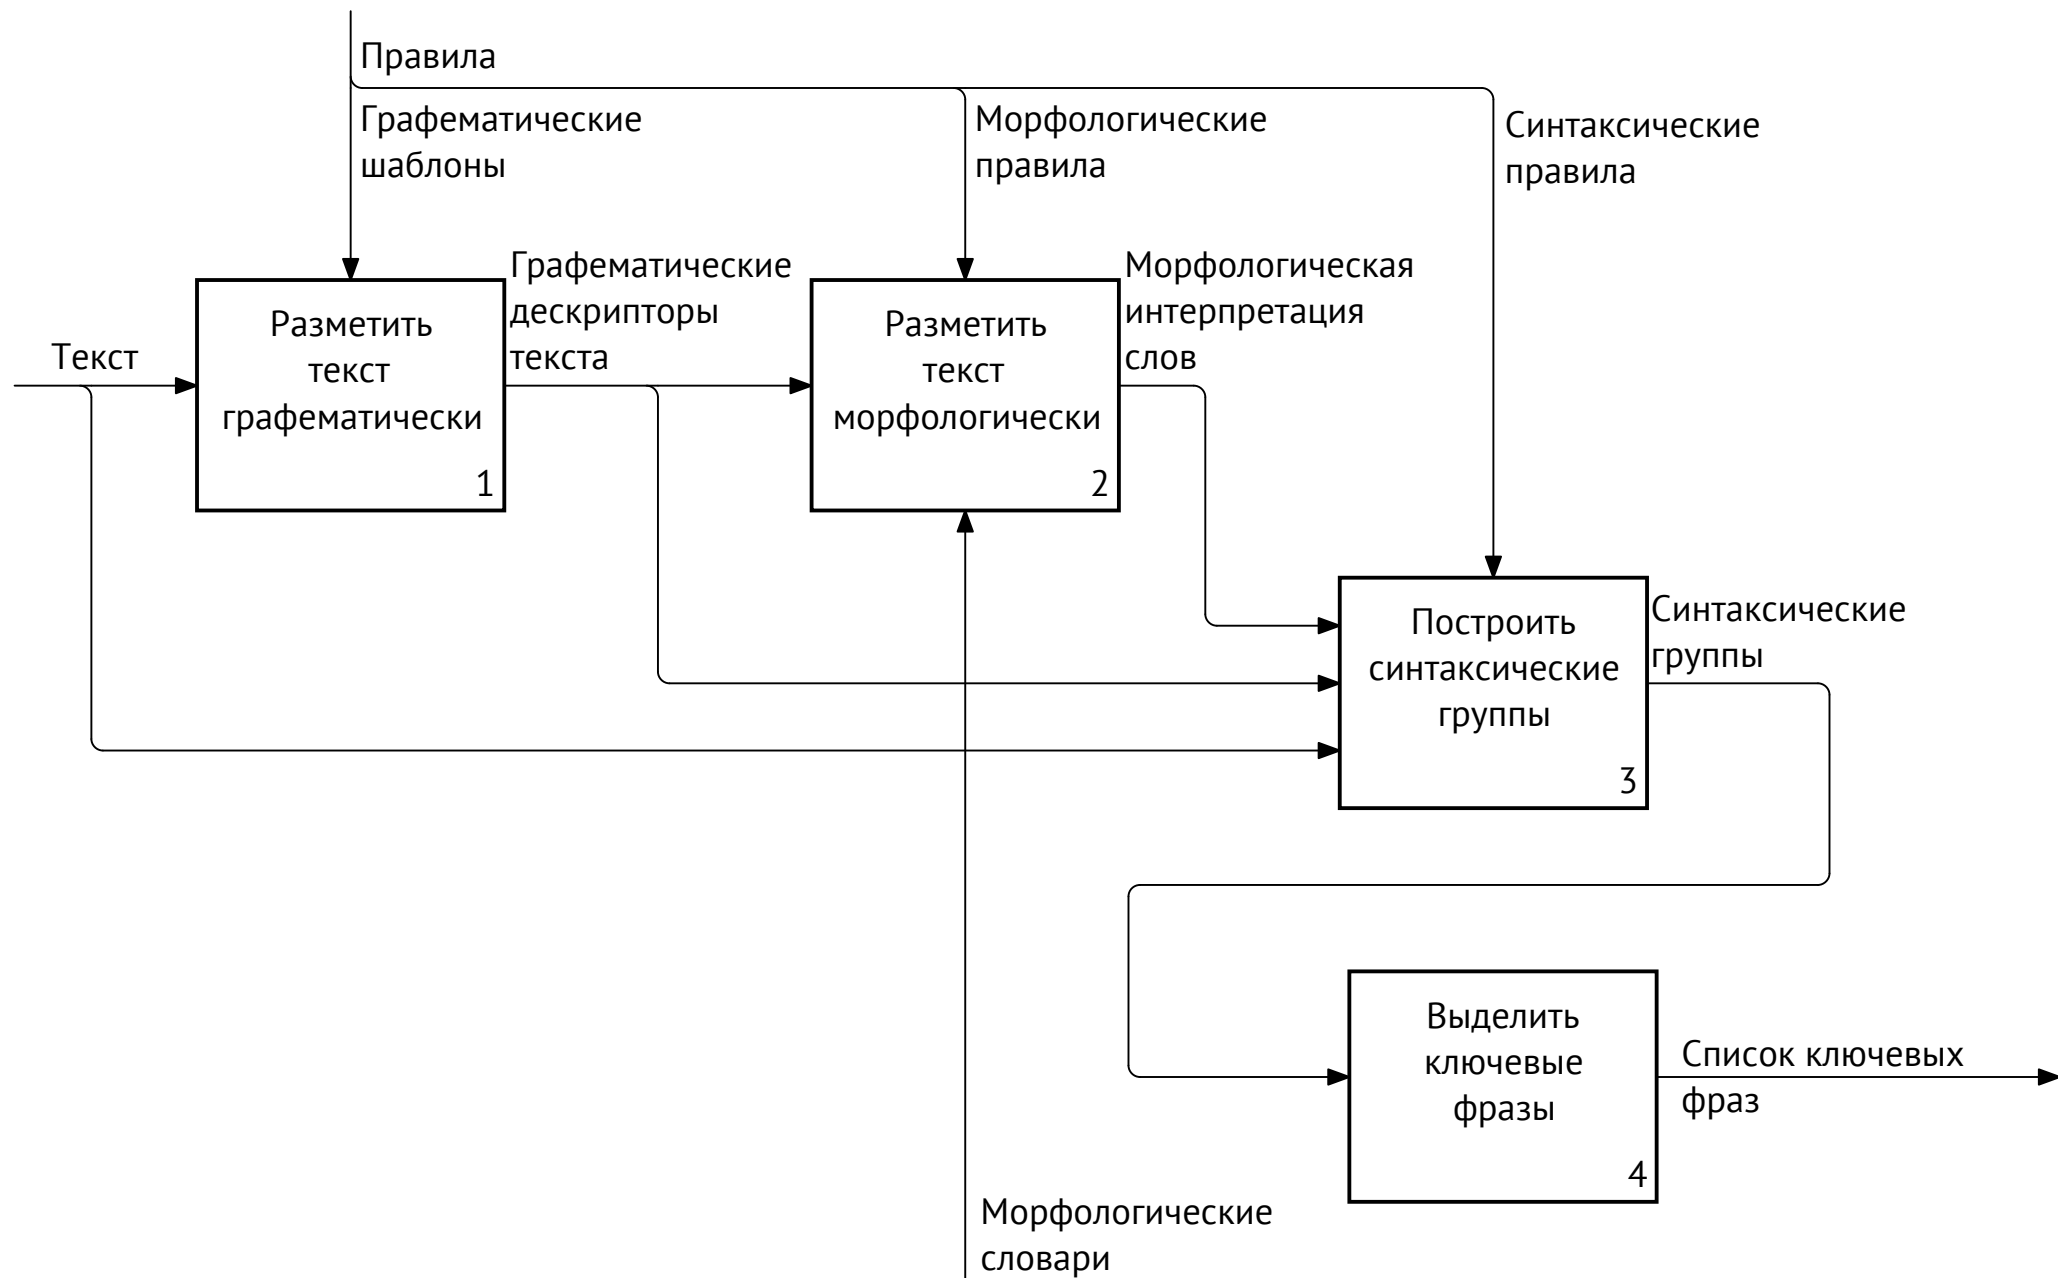 Правила
Графематические
шаблоны
Морфологические
правила
Синтаксические
правила
Текст
Разметить
текст
графематически
1
Графематические
дескрипторы
текста
Разметить
текст
морфологически
2
Морфологическая
интерпретация
слов
Построить
синтаксические
группы
3
Синтаксические
группы
Выделить
ключевые
фразы
4
Список ключевых
фраз
Морфологические
словари